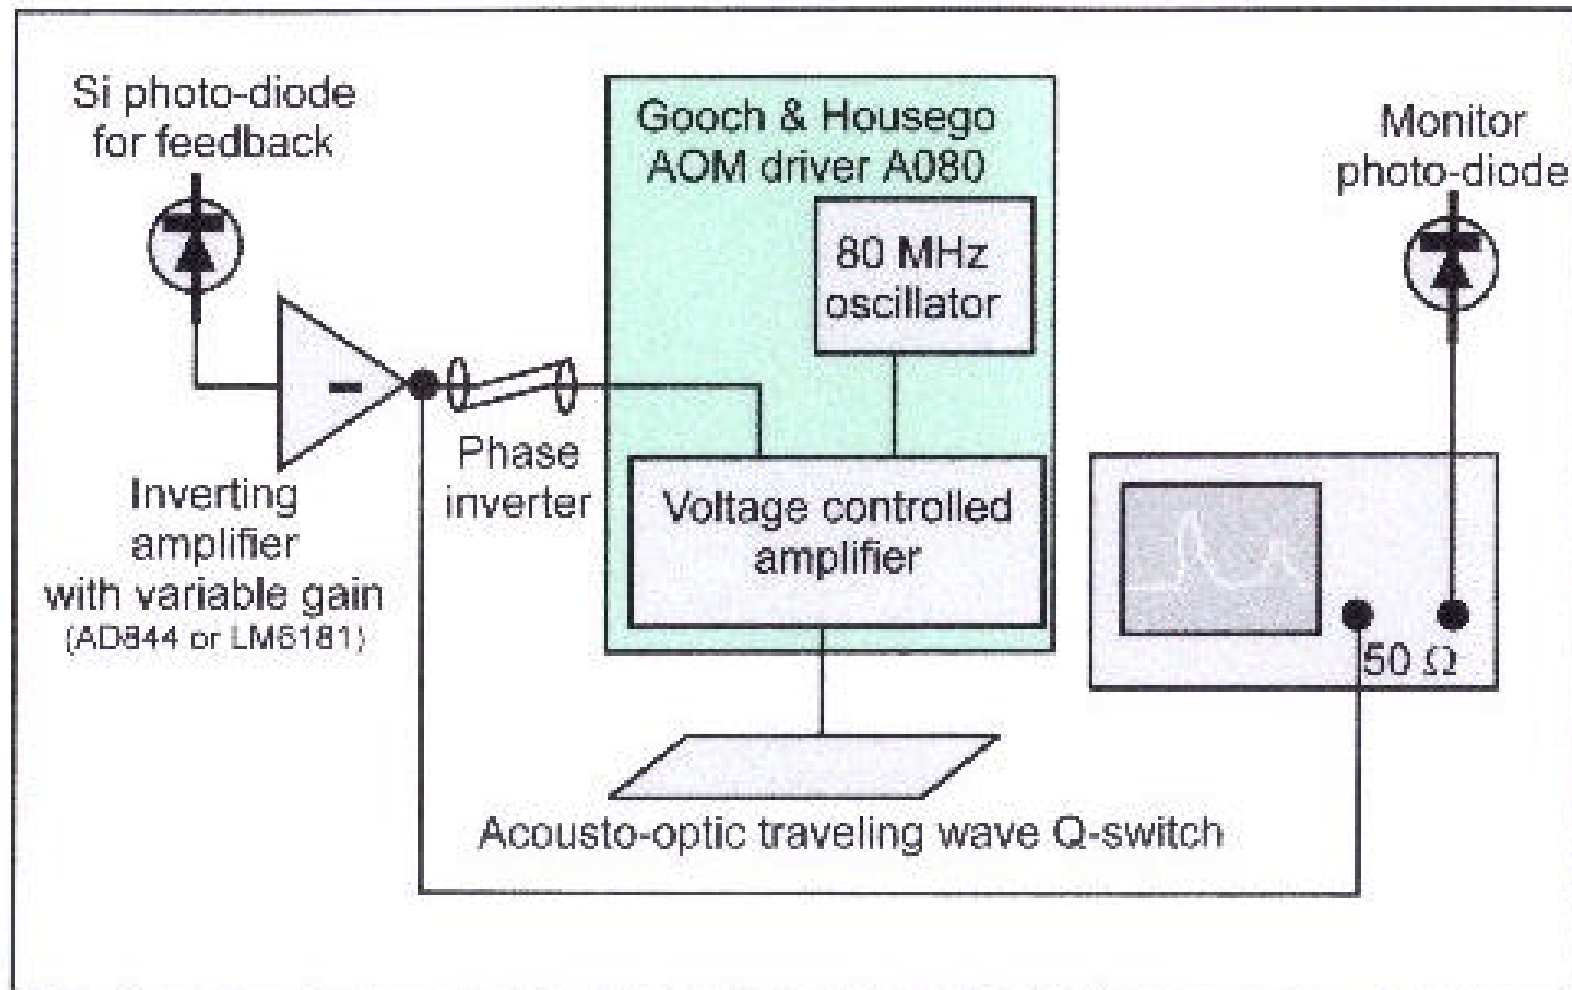 Si photo-diode
for feedback
Gooch & Housego
AOM driver A080
80 MHz
oscillator
Monitor
photo-diode
Phase
inverter
Inverting
amplifier
with variable gain
(AD844 or LM6181)
Voltage controlled
amplifier
50 Ω
Acousto-optic traveling wave Q-switch